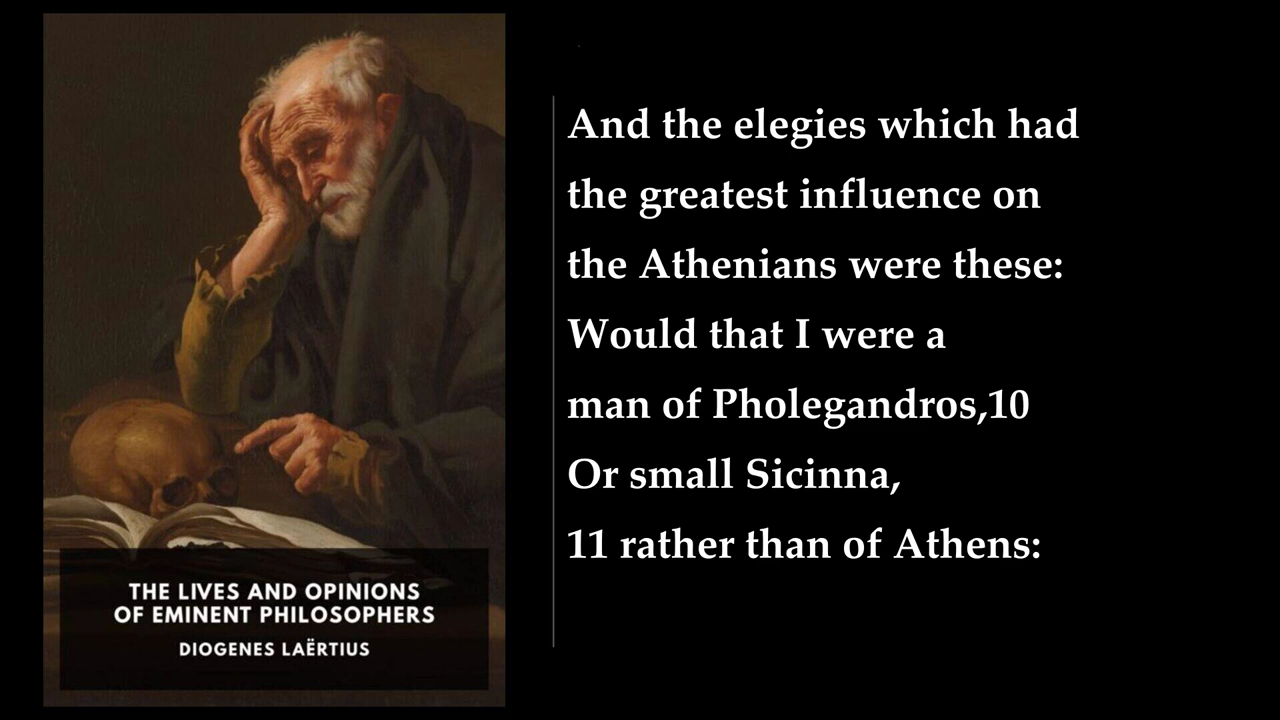 And the elegies which had
the greatest influence on
the Athenians were these:
Would that I were a
man of Pholegandros,10
Or small Sicinna,
11 rather than of Athens:
THE LIVES AND OPINIONS
OF EMINENT PHILOSOPHERS
DIOGENES LAËRTIUS